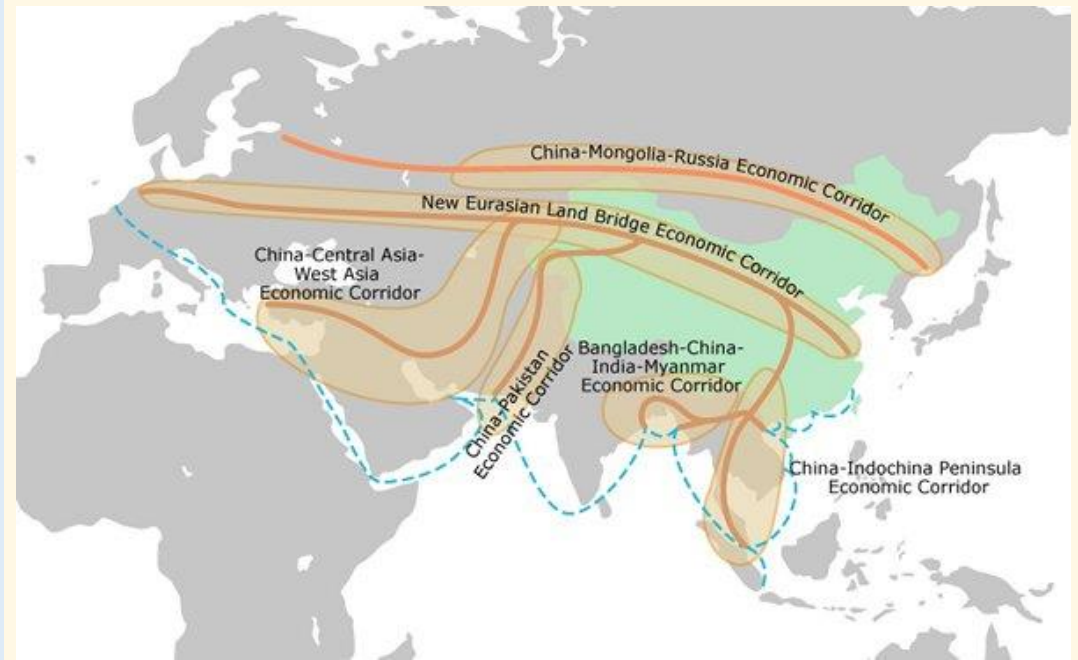 China-Mongolia-Russia Economic Corridor
New Eurasian Land Bridge Economic Corridor
China-Central Asia-
West Asia
Economic Corridor
China-Pakistan
Economic Corridor
Bangladesh-China-
India-Myanmar
Economic Corridor
China-Indochina Peninsula
Economic Corridor